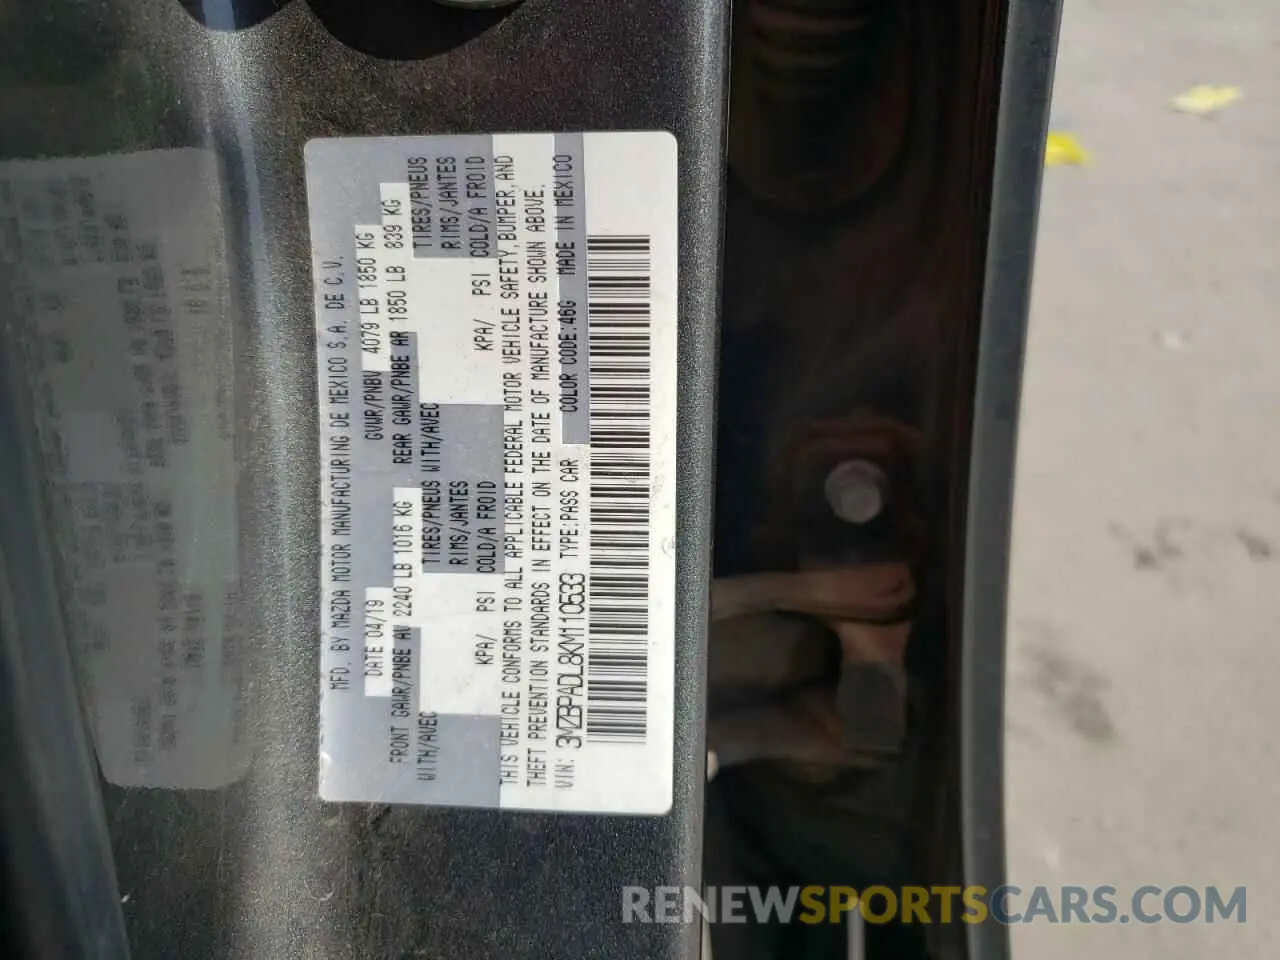 MFD. BY MAZDA MOTOR MANUFACTURING DE MEXICO S.A. DE C.V.
DATE 04/19 GVWR/PNBV 4079 LB 1850 KG
FRONT GAWR/PNBE AV 2240 LB 1016 KG REAR GAWR/PNBE AR 1850 LB 839 KG
WITH/AVEC TIRES/PNEUS WITH/AVEC TIRES/PNEUS
RIMS/JANTES RIMS/JANTES
KPA/ PSI COLD/A FROID KPA/ PSI COLD/A FROID
THIS VEHICLE CONFORMS TO ALL APPLICABLE FEDERAL MOTOR VEHICLE SAFETY, BUMPER, AND
THEFT PREVENTION STANDARDS IN EFFECT ON THE DATE OF MANUFACTURE SHOWN ABOVE.
VIN: 3MZBPADL8KM110533 TYPE:PASS CAR COLOR CODE:46G MADE IN MEXICO
RENEWSPORTSCARS.COM